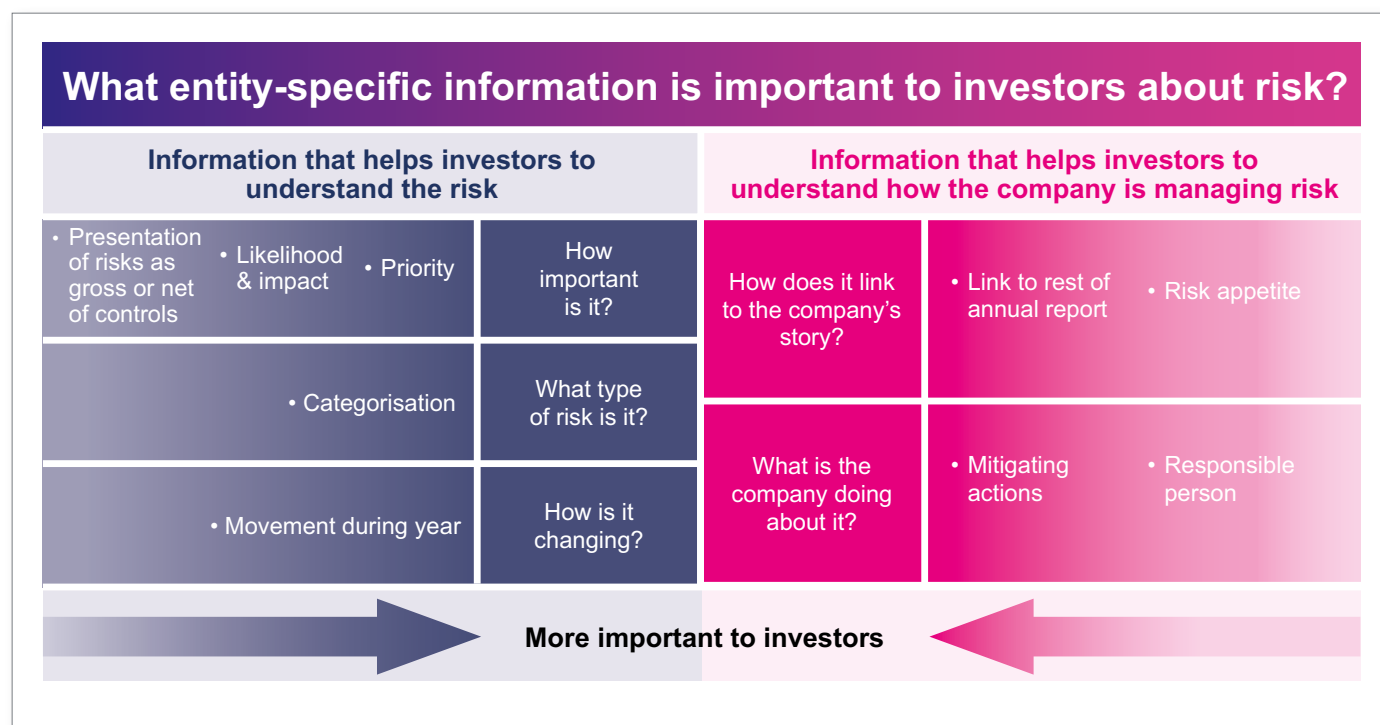 What entity-specific information is important to investors about risk?
Information that helps investors to
understand the risk
Information that helps investors to
understand how the company is managing risk
• Presentation
of risks as
gross or net
of controls
• Likelihood
& impact
• Priority
How
important
is it?
• Categorisation
What type
of risk is it?
• Movement during year
How is it
changing?
How does it link
to the company’s
story?
• Link to rest of
annual report
• Risk appetite
What is the
company doing
about it?
• Mitigating
actions
• Responsible
person
More important to investors